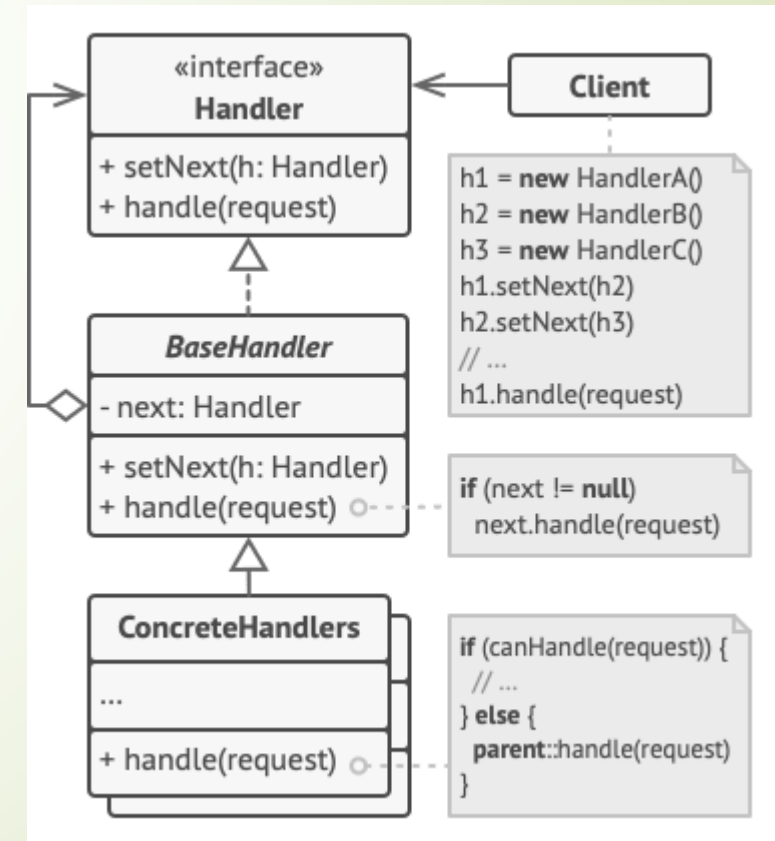 «interface»
Handler
+ setNext(h: Handler)
+ handle(request)
Client
h1 = new HandlerA()
h2 = new HandlerB()
h3 = new HandlerC()
h1.setNext(h2)
h2.setNext(h3)
// ...
h1.handle(request)
BaseHandler
- next: Handler
+ setNext(h: Handler)
+ handle(request)
if (next != null)
next.handle(request)
ConcreteHandlers
...
+ handle(request)
if (canHandle(request)) {
// ...
} else {
parent::handle(request)
}